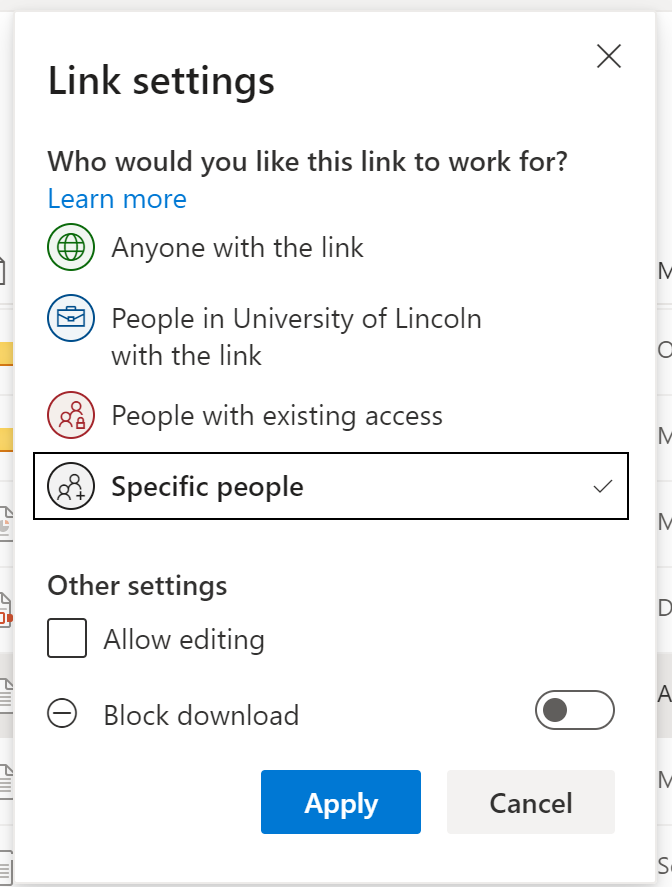 Link settings
Who would you like this link to work for?
Learn more
Anyone with the link
People in University of Lincoln
with the link
People with existing access
Specific people
Other settings
Allow editing
Block download
Apply
Cancel